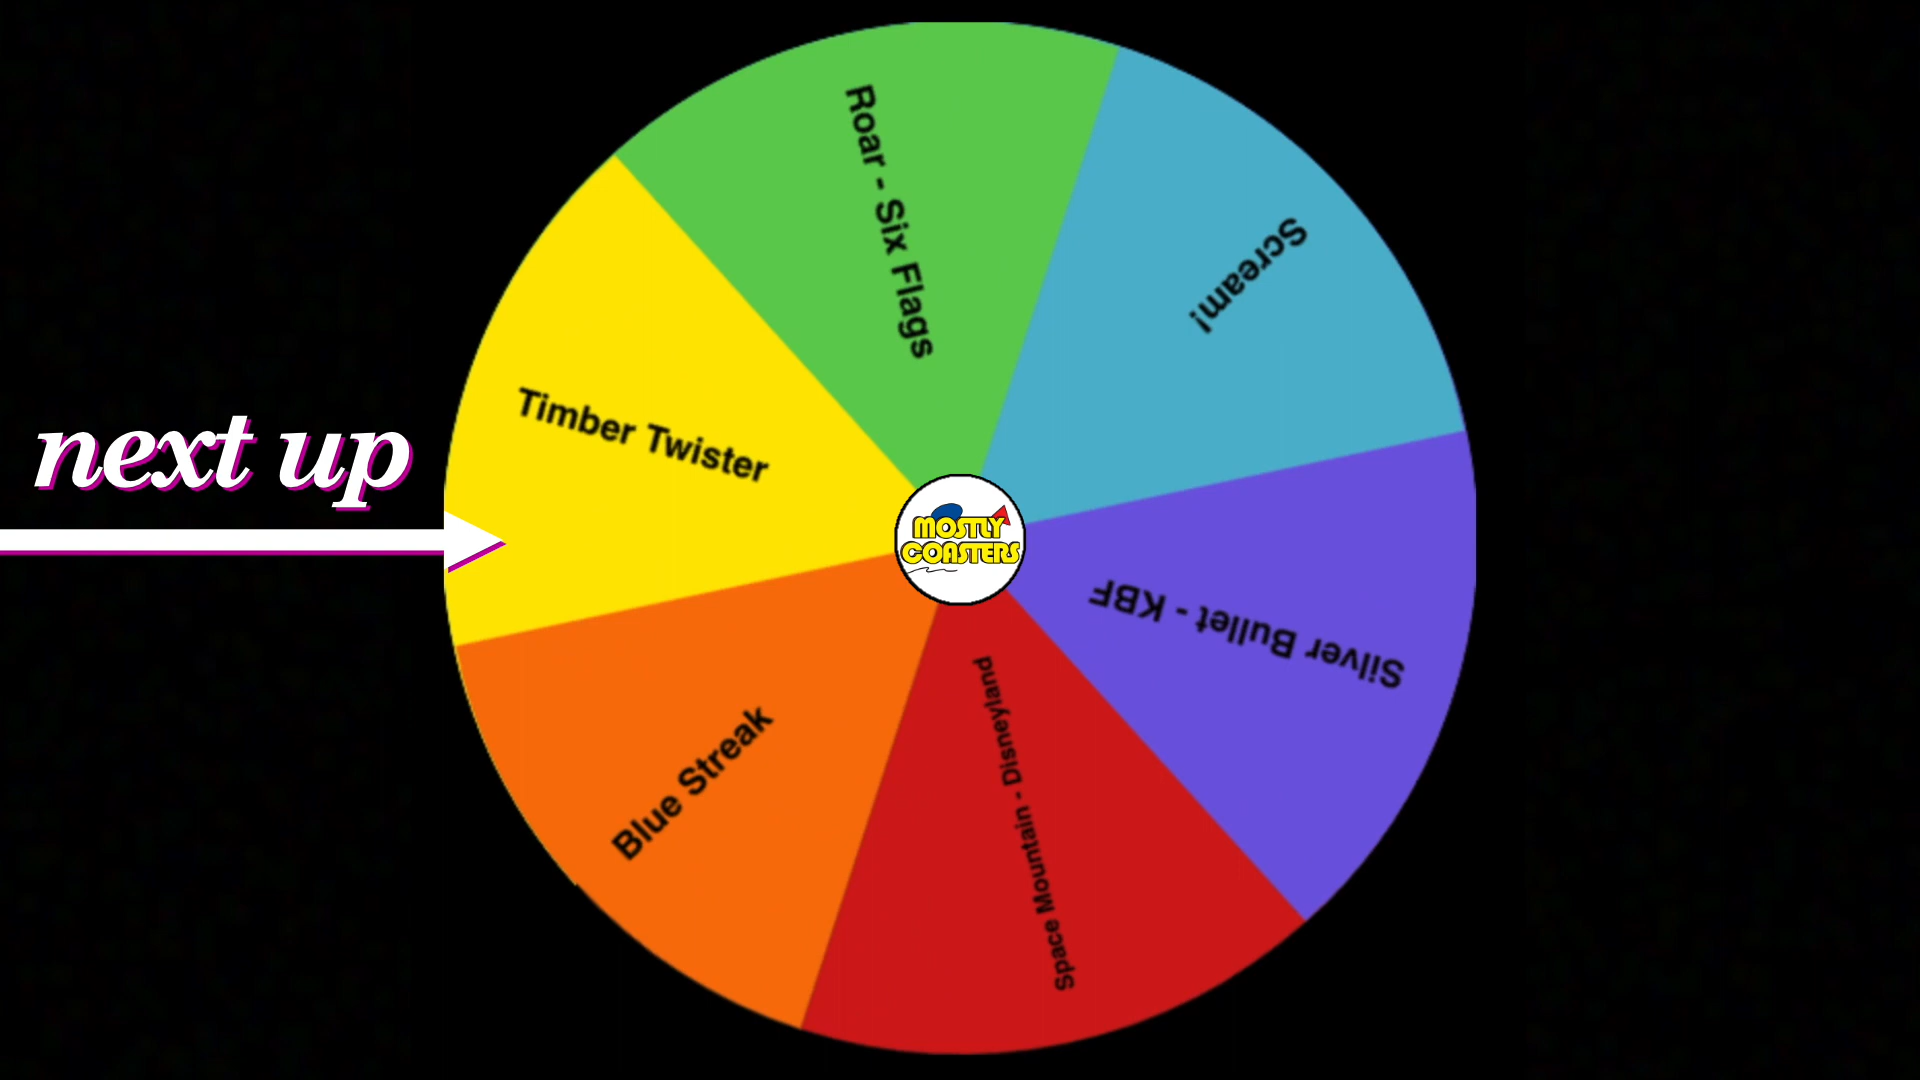 next up
Roar - Six Flags
Scream!
Timber Twister
MOSTLY
COASTERS
Silver Bullet - KBF
Blue Streak
Space Mountain - Disneyland